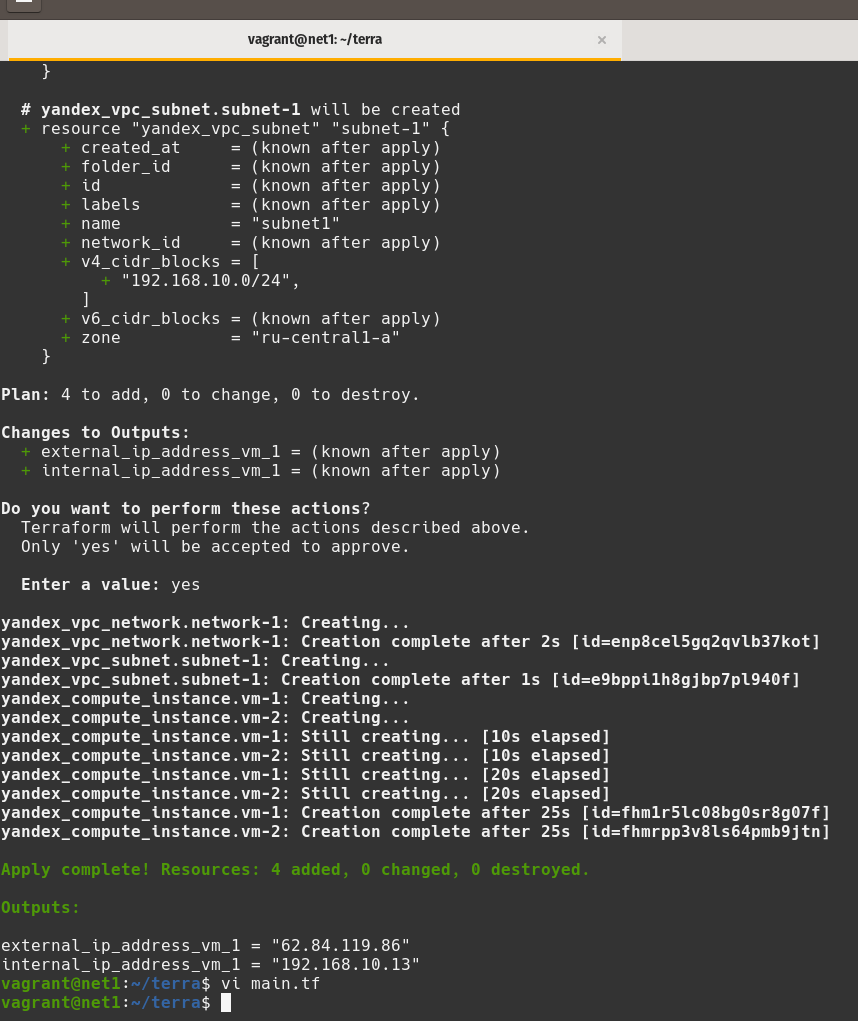 vagrant@net1: ~/terra ×
    }

  # yandex_vpc_subnet.subnet-1 will be created
  + resource "yandex_vpc_subnet" "subnet-1" {
      + created_at     = (known after apply)
      + folder_id      = (known after apply)
      + id             = (known after apply)
      + labels         = (known after apply)
      + name           = "subnet1"
      + network_id     = (known after apply)
      + v4_cidr_blocks = [
          + "192.168.10.0/24",
        ]
      + v6_cidr_blocks = (known after apply)
      + zone           = "ru-central1-a"
    }

Plan: 4 to add, 0 to change, 0 to destroy.

Changes to Outputs:
  + external_ip_address_vm_1 = (known after apply)
  + internal_ip_address_vm_1 = (known after apply)

Do you want to perform these actions?
  Terraform will perform the actions described above.
  Only 'yes' will be accepted to approve.

  Enter a value: yes

yandex_vpc_network.network-1: Creating...
yandex_vpc_network.network-1: Creation complete after 2s [id=enp8cel5gq2qvlb37kot]
yandex_vpc_subnet.subnet-1: Creating...
yandex_vpc_subnet.subnet-1: Creation complete after 1s [id=e9bppi1h8gjbp7pl940f]
yandex_compute_instance.vm-1: Creating...
yandex_compute_instance.vm-2: Creating...
yandex_compute_instance.vm-1: Still creating... [10s elapsed]
yandex_compute_instance.vm-2: Still creating... [10s elapsed]
yandex_compute_instance.vm-1: Still creating... [20s elapsed]
yandex_compute_instance.vm-2: Still creating... [20s elapsed]
yandex_compute_instance.vm-1: Creation complete after 25s [id=fhm1r5lc08bg0sr8g07f]
yandex_compute_instance.vm-2: Creation complete after 25s [id=fhmrpp3v8ls64pmb9jtn]

Apply complete! Resources: 4 added, 0 changed, 0 destroyed.

Outputs:

external_ip_address_vm_1 = "62.84.119.86"
internal_ip_address_vm_1 = "192.168.10.13"
vagrant@net1:~/terra$ vi main.tf
vagrant@net1:~/terra$